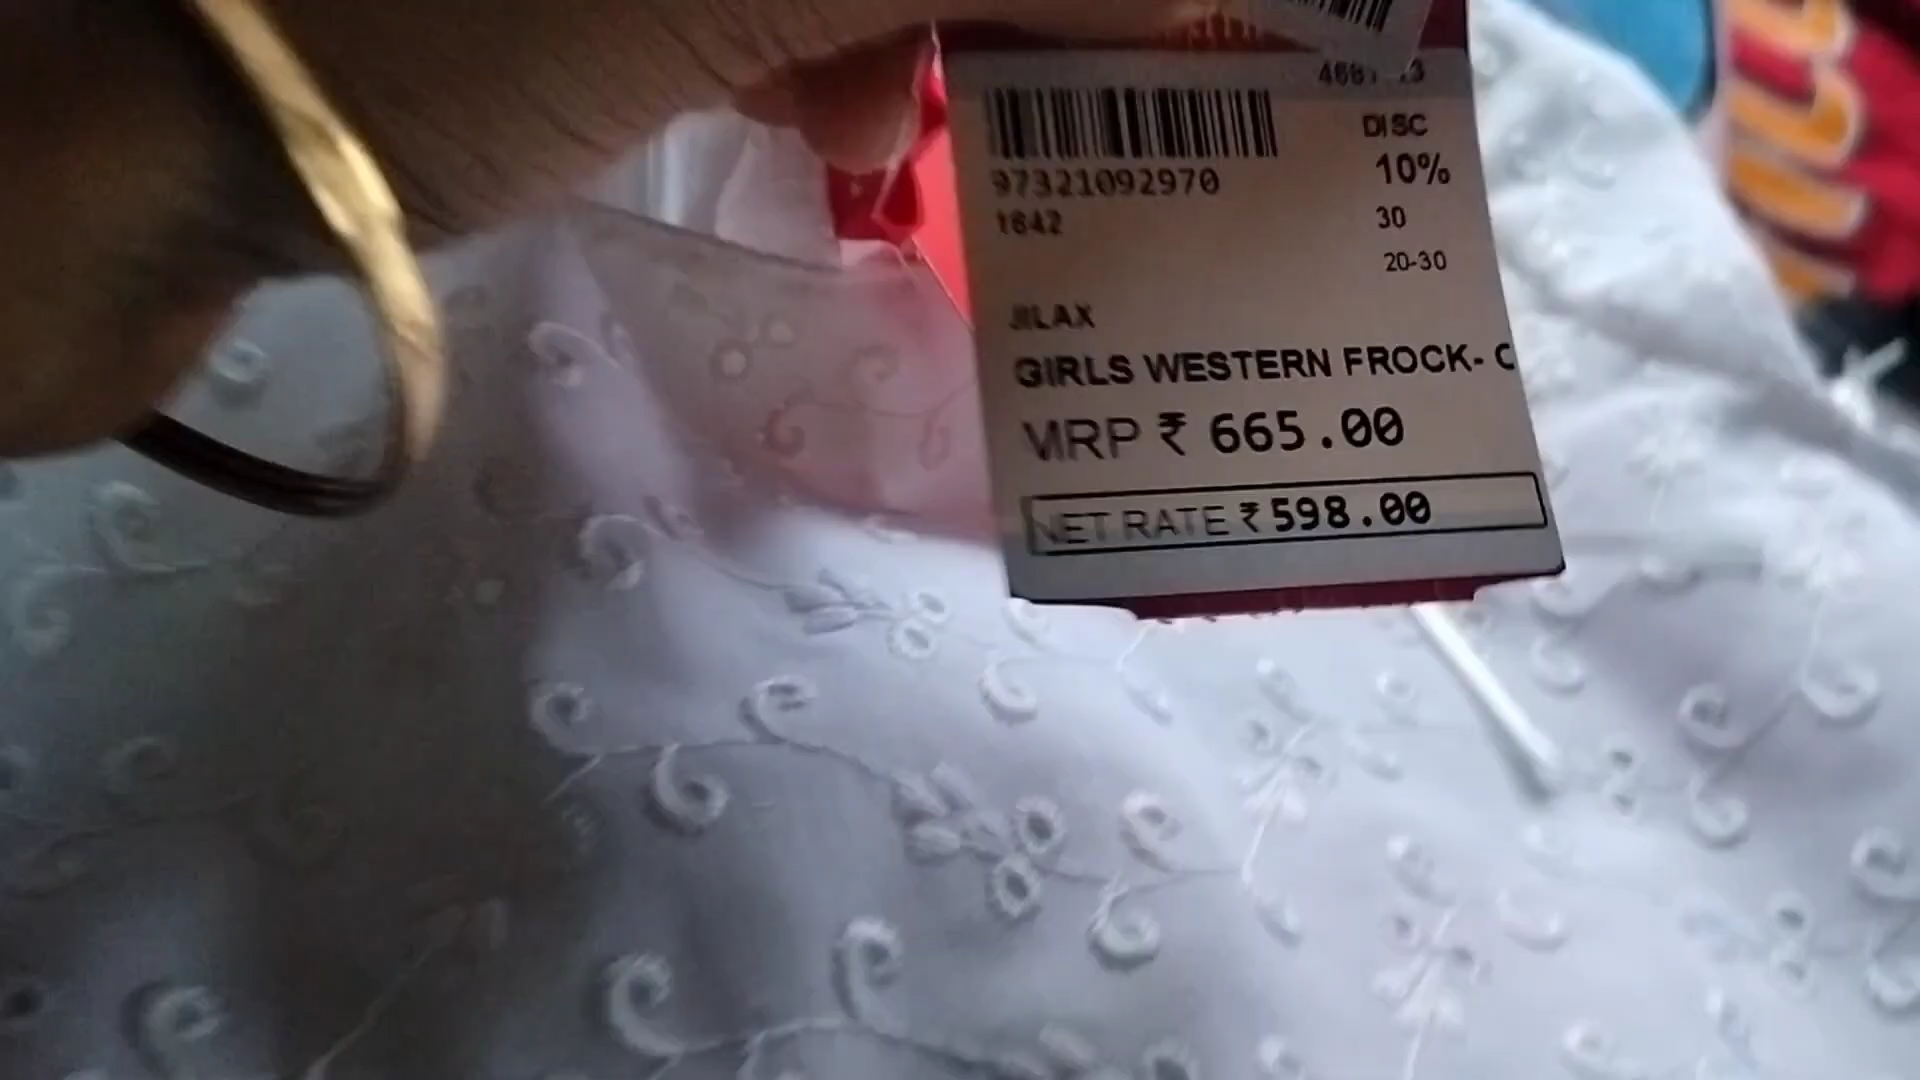 DISC
97321092970
10%
1642
30
20-30
JILAX
GIRLS WESTERN FROCK- C
MRP ₹ 665.00
NET RATE ₹ 598.00